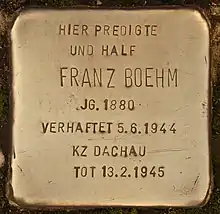 HIER PREDIGTE
UND HALF
FRANZ BOEHM
JG. 1880
VERHAFTET 5.6.1944
KZ DACHAU
TOT 13.2.1945